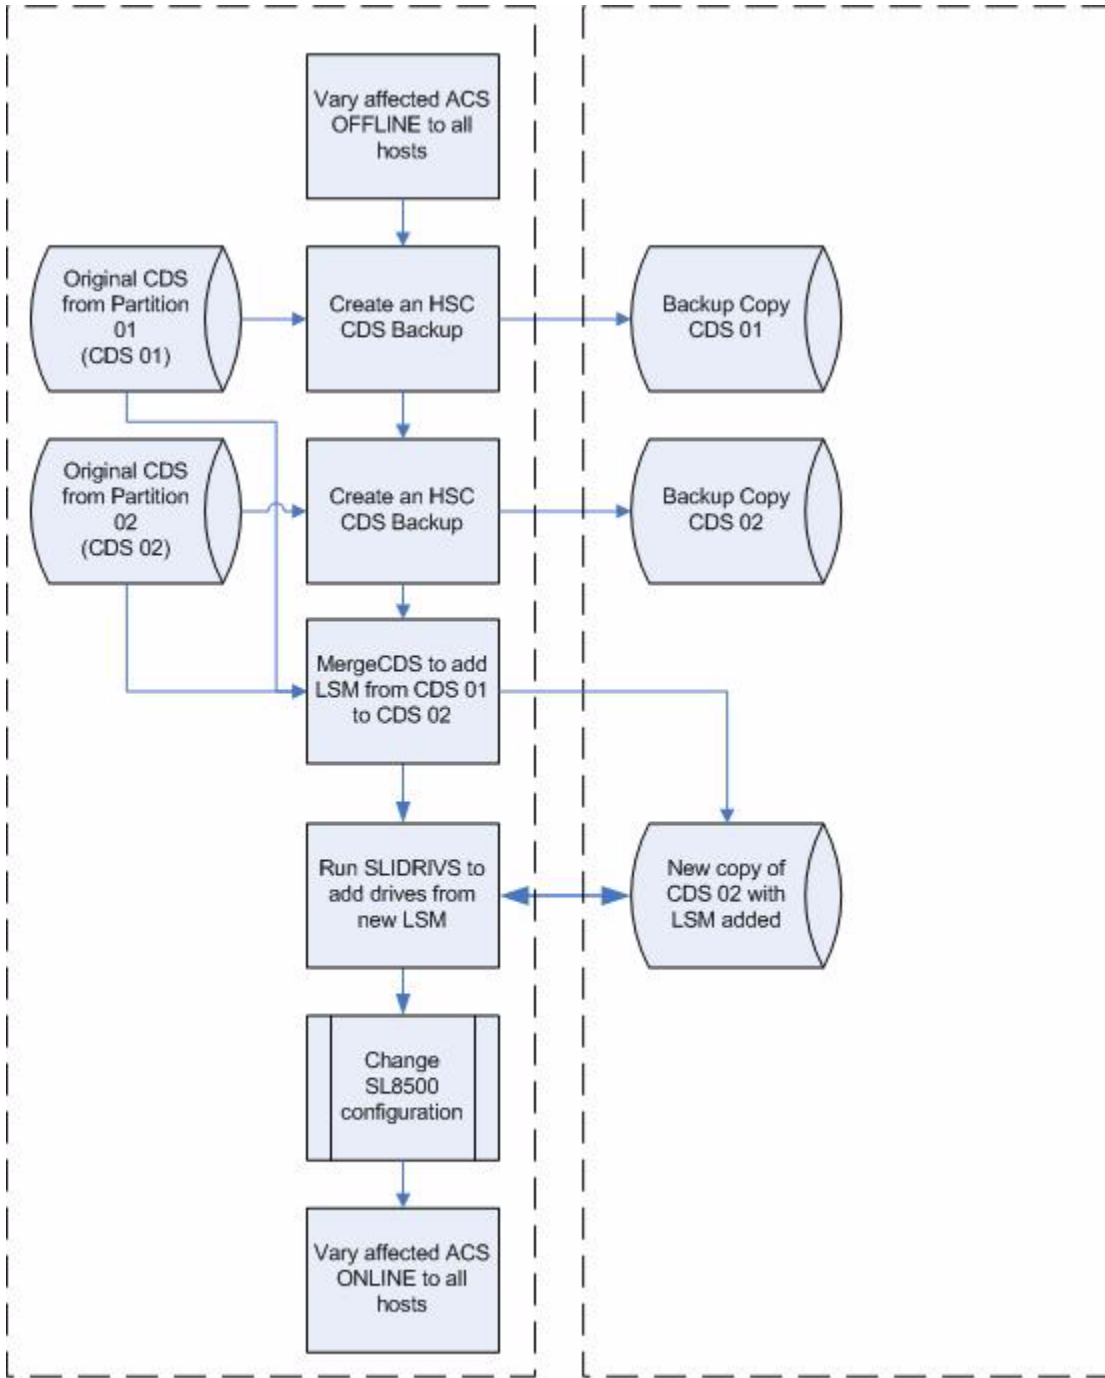 Vary affected ACS
OFFLINE to all
hosts
Original CDS
from Partition
01
(CDS 01)
Create an HSC
CDS Backup
Backup Copy
CDS 01
Original CDS
from Partition
02
(CDS 02)
Create an HSC
CDS Backup
Backup Copy
CDS 02
MergeCDS to add
LSM from CDS 01
to CDS 02
Run SLIDRIVS to
add drives from
new LSM
New copy of
CDS 02 with
LSM added
Change
SL8500
configuration
Vary affected ACS
ONLINE to all
hosts